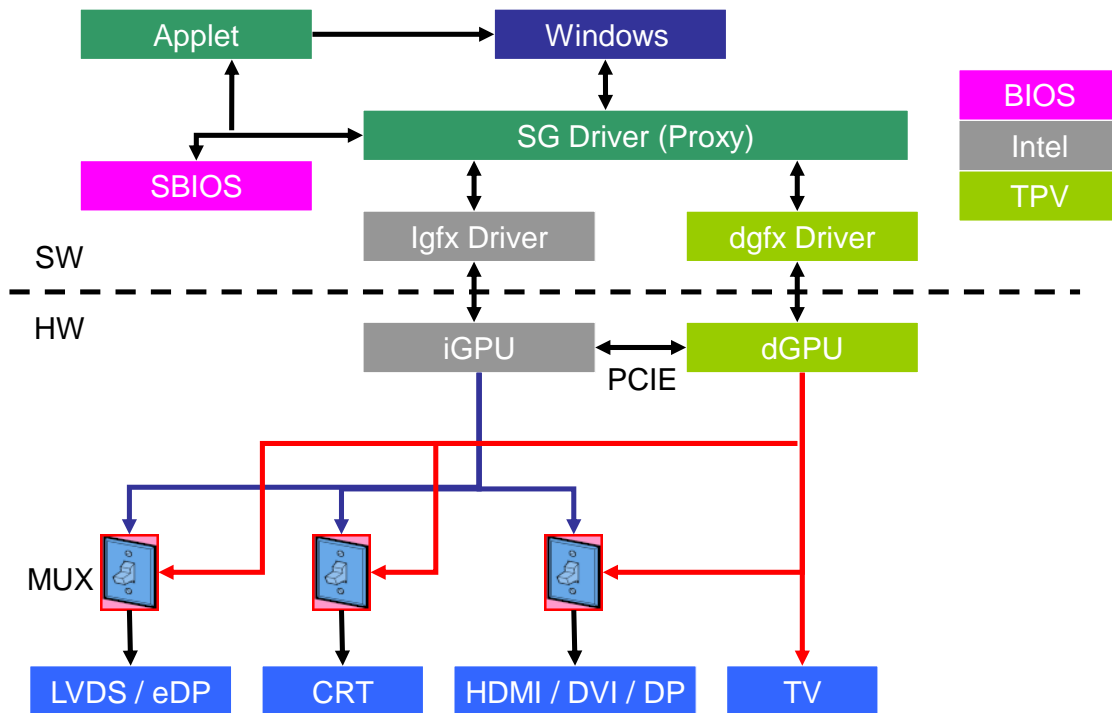 Applet
Windows
BIOS
SG Driver (Proxy)
Intel
SBIOS
TPV
Igfx Driver
dgfx Driver
SW
HW
iGPU
dGPU
PCIE
MUX
LVDS / eDP
CRT
HDMI / DVI / DP
TV